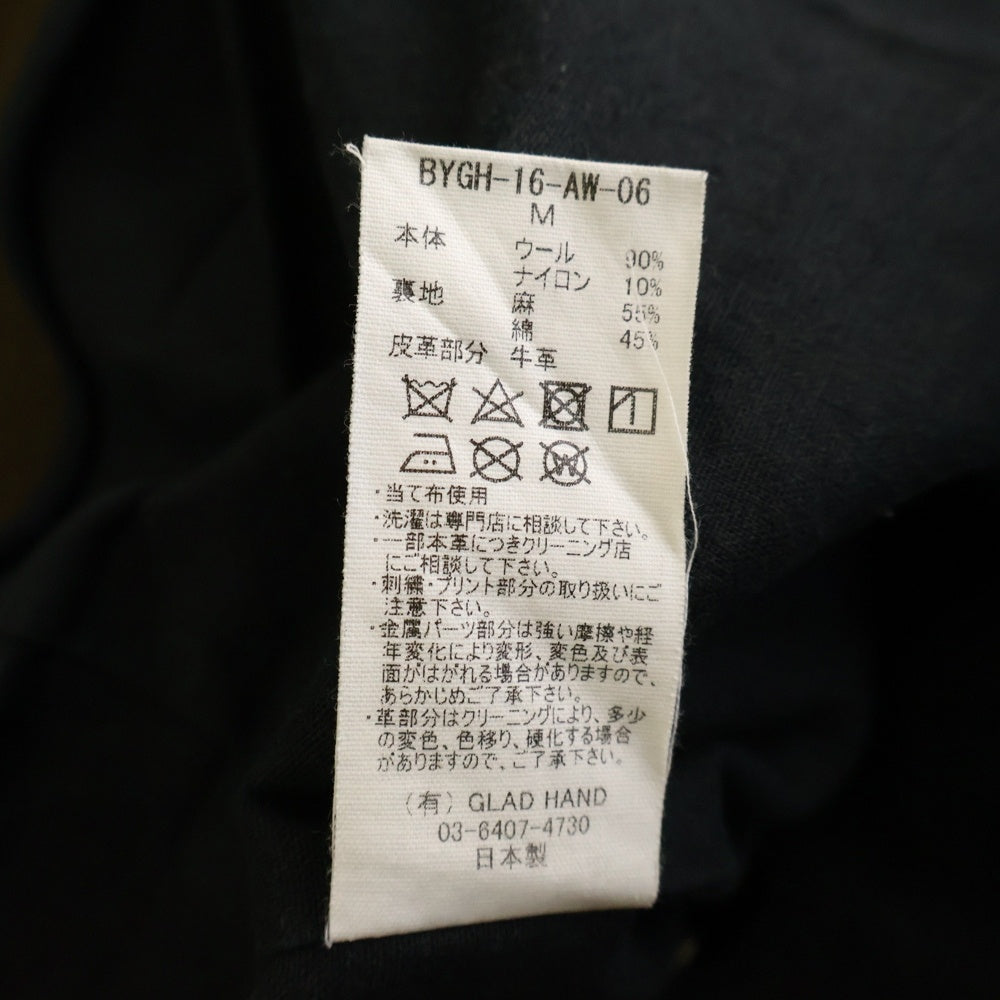 BYGH-16-AW-06
M
本体 ウール 90%
ナイロン 10%
裏地 麻 55%
綿 45%
皮革部分 牛革
W
・当て布使用
・洗濯は専門店に相談して下さい。
・一部本革につきクリーニング店
にご相談して下さい。
・刺繍・プリント部分の取り扱いにご
注意下さい。
・金属パーツ部分は強い摩擦や経
年変化により変形、変色及び表
面がはがれる場合がありますので、
あらかじめご了承下さい。
・革部分はクリーニングにより、多少
の変色、色移り、硬化する場合
がありますので、ご了承下さい。
(有) GLAD HAND
03-6407-4730
日本製